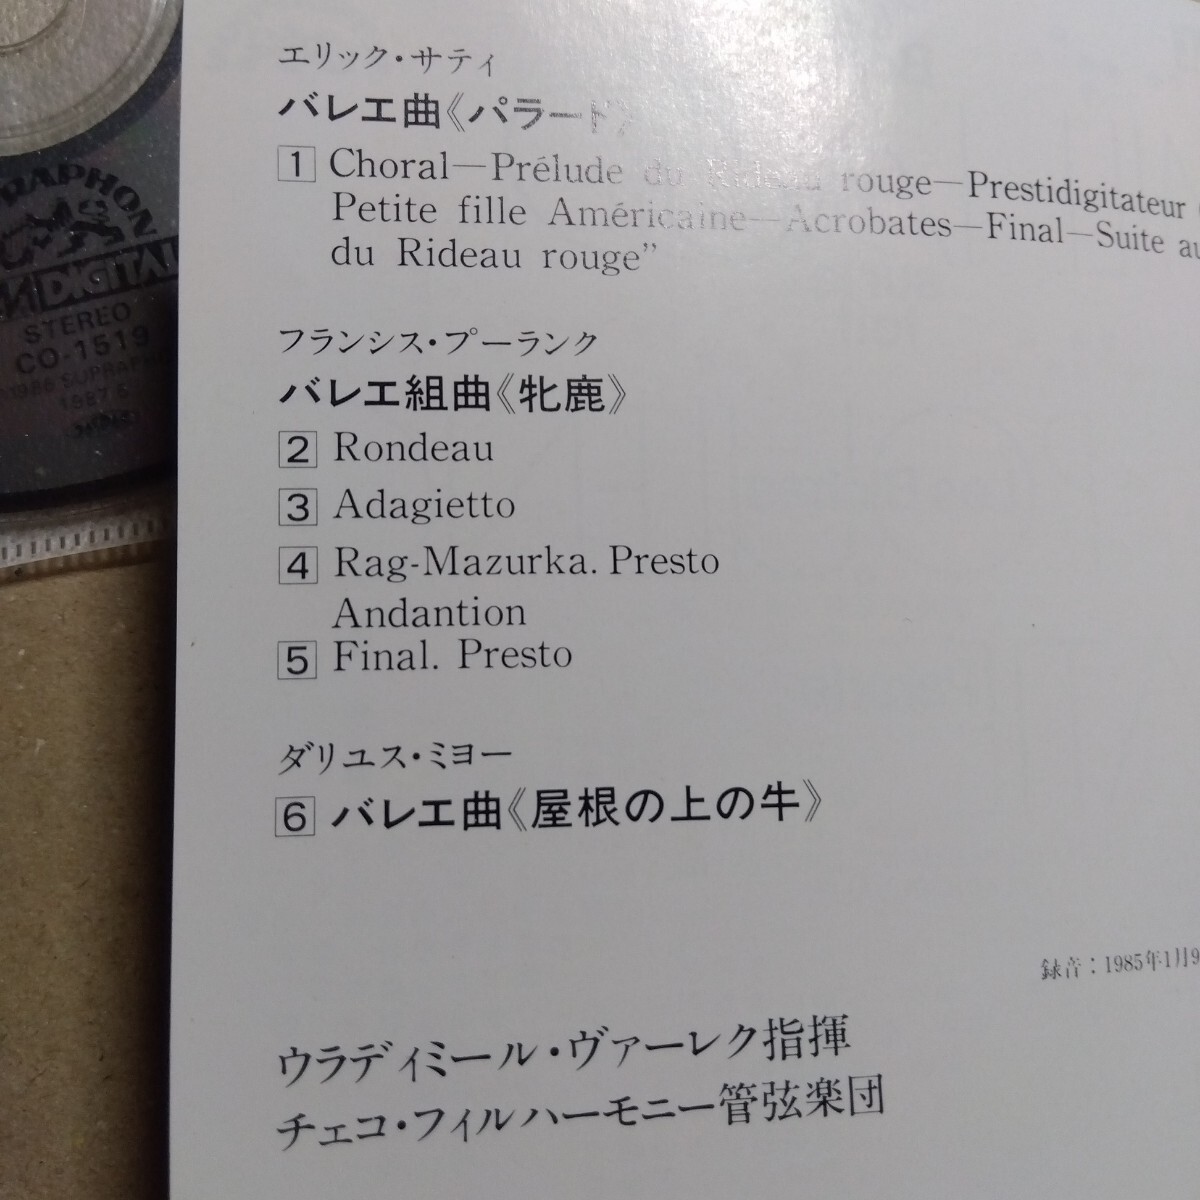 エリック・サティ
バレエ曲《パラード》
1 Choral—Prélude du Rideau rouge—Prestidigitateur
Petite fille Américaine—Acrobates—Final—Suite au
du Rideau rouge”
フランシス・プーランク
バレエ組曲《牝鹿》
2 Rondeau
3 Adagietto
4 Rag-Mazurka. Presto
Andantion
5 Final. Presto
ダリユス・ミヨー
6 バレエ曲《屋根の上の牛》
録音：1985年1月9
ウラディミール・ヴァーレク指揮
チェコ・フィルハーモニー管弦楽団
RAPHON
DIGITAL
STEREO
CO-1519
1986 SUPRAPH
1987.5